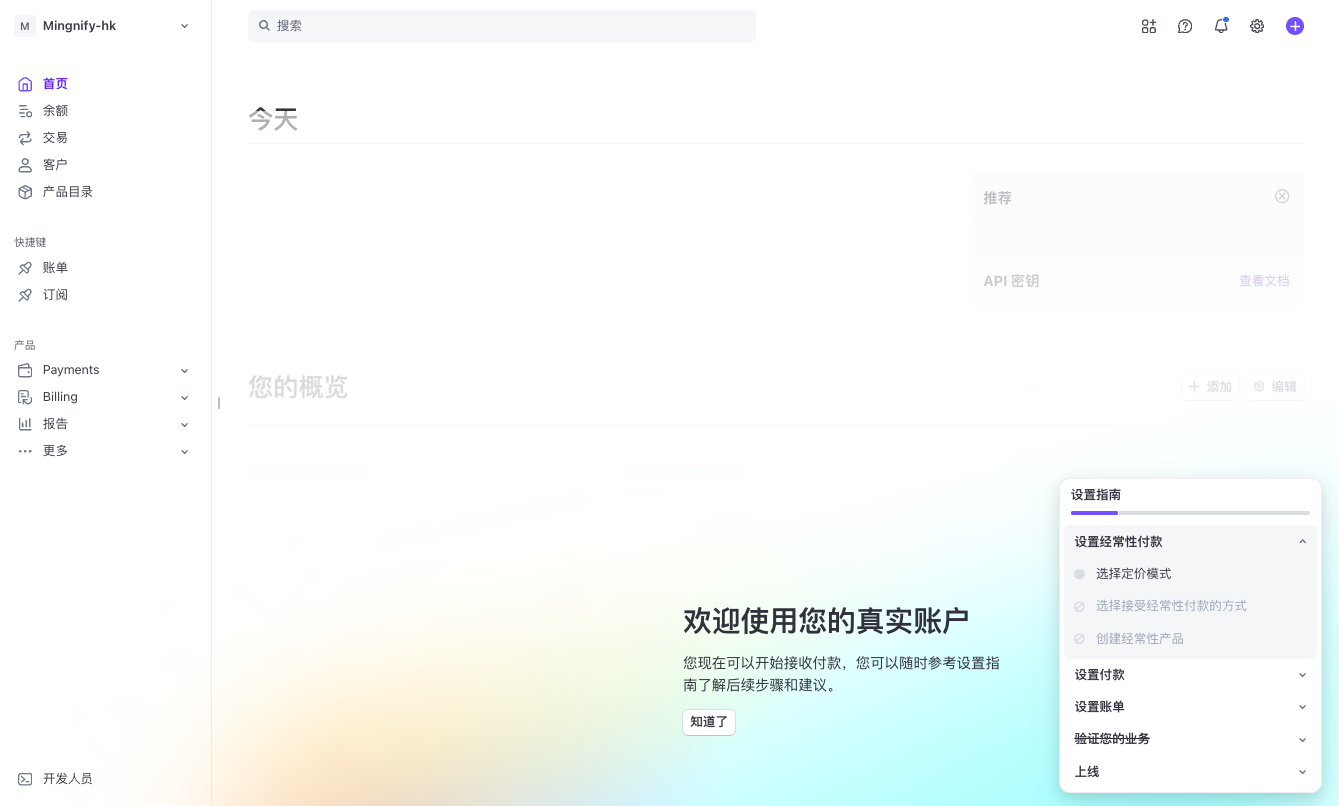 M Mingnify-hk
搜索
首页
余额
交易
客户
产品目录
快捷键
账单
订阅
产品
Payments
Billing
报告
更多
开发人员
今天
推荐
API 密钥 查看文档
您的概览
添加 编辑
欢迎使用您的真实账户
您现在可以开始接收付款，您可以随时参考设置指
南了解后续步骤和建议。
知道了
设置指南
设置经常性付款
选择定价模式
选择接受经常性付款的方式
创建经常性产品
设置付款
设置账单
验证您的业务
上线